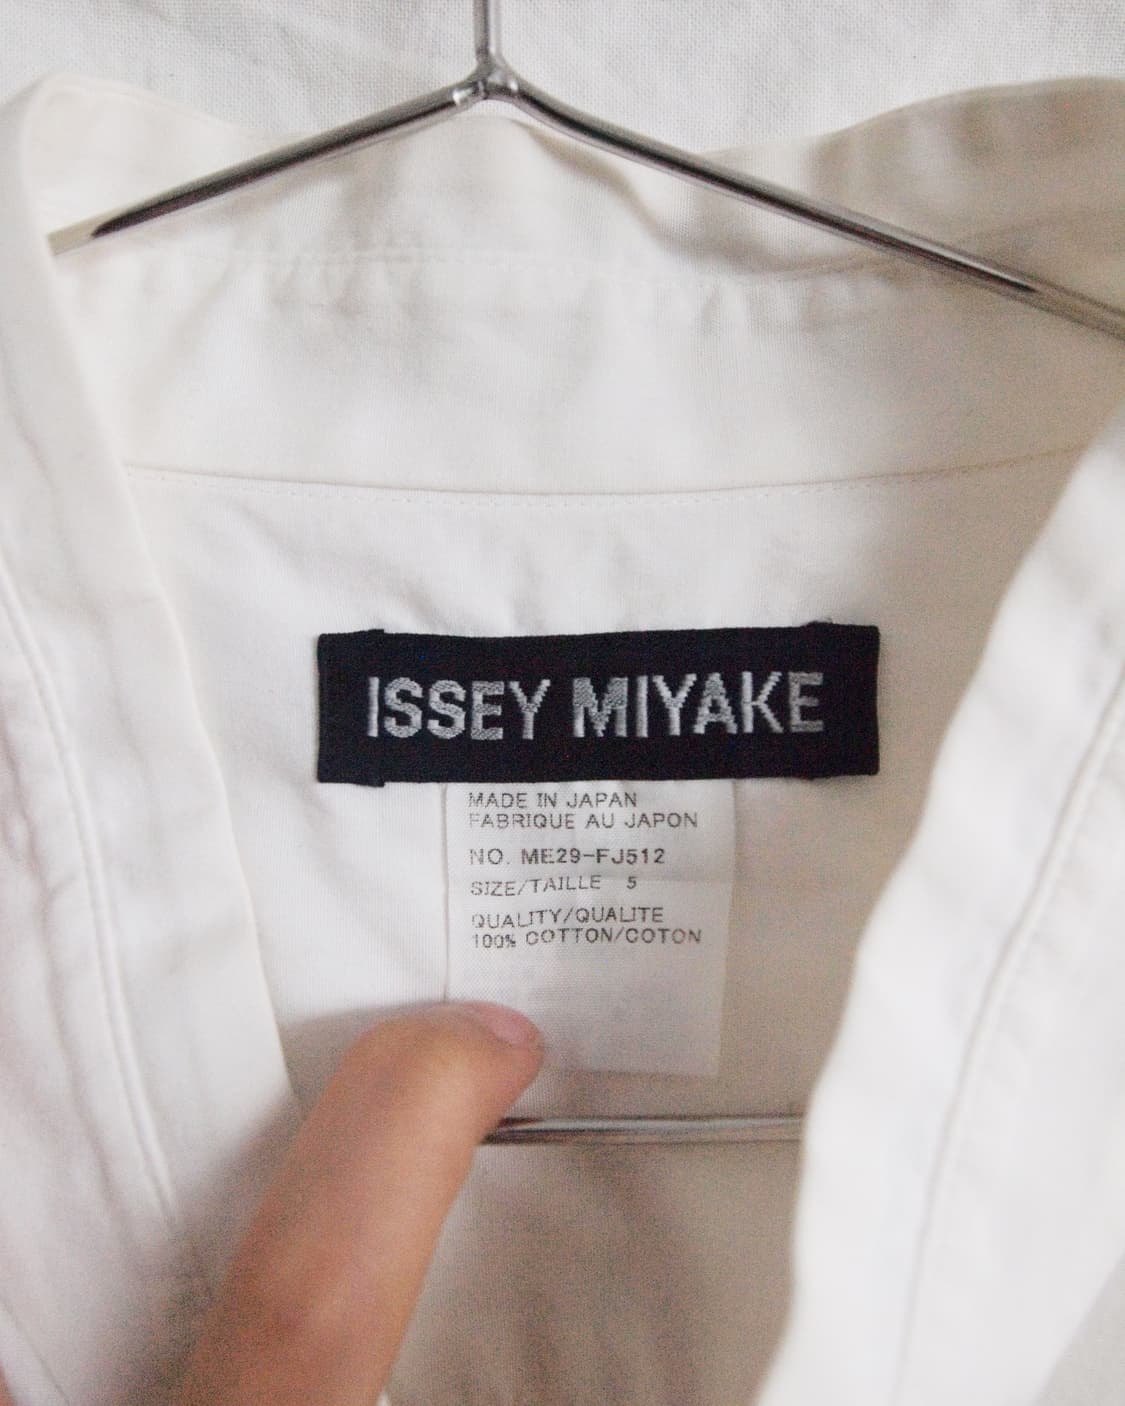 ISSEY MIYAKE
MADE IN JAPAN
FABRIQUE AU JAPON
NO. ME29-FJ512
SIZE/TAILLE 5
QUALITY/QUALITE
100% COTTON/COTON